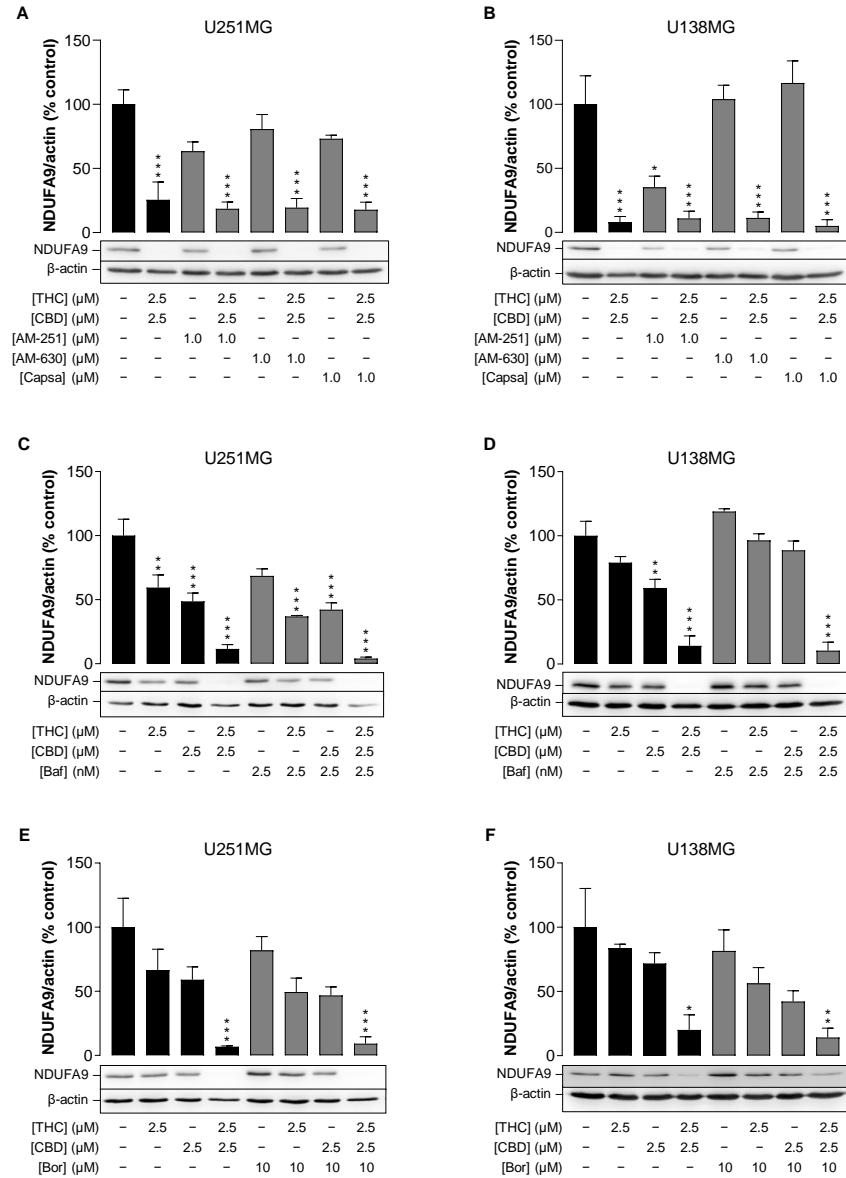 A
U251MG
NDUFA9/actin (% control)
150
100
50
0
*** *** *** ***
NDUFA9
β-actin
[THC] (µM) – 2.5 – 2.5 – 2.5 – 2.5
[CBD] (µM) – 2.5 – 2.5 – 2.5 – 2.5
[AM-251] (µM) – – 1.0 1.0 – – – –
[AM-630] (µM) – – – – 1.0 1.0 – –
[Capsa] (µM) – – – – – – 1.0 1.0
B
U138MG
NDUFA9/actin (% control)
150
100
50
0
*** * *** *** ***
NDUFA9
β-actin
[THC] (µM) – 2.5 – 2.5 – 2.5 – 2.5
[CBD] (µM) – 2.5 – 2.5 – 2.5 – 2.5
[AM-251] (µM) – – 1.0 1.0 – – – –
[AM-630] (µM) – – – – 1.0 1.0 – –
[Capsa] (µM) – – – – – – 1.0 1.0
C
U251MG
NDUFA9/actin (% control)
150
100
50
0
** *** *** *** *** ***
NDUFA9
β-actin
[THC] (µM) – 2.5 – 2.5 – 2.5 – 2.5
[CBD] (µM) – – 2.5 2.5 – – 2.5 2.5
[Baf] (nM) – – – – 2.5 2.5 2.5 2.5
D
U138MG
NDUFA9/actin (% control)
150
100
50
0
** *** ***
NDUFA9
β-actin
[THC] (µM) – 2.5 – 2.5 – 2.5 – 2.5
[CBD] (µM) – – 2.5 2.5 – – 2.5 2.5
[Baf] (nM) – – – – 2.5 2.5 2.5 2.5
E
U251MG
NDUFA9/actin (% control)
150
100
50
0
*** ***
NDUFA9
β-actin
[THC] (µM) – 2.5 – 2.5 – 2.5 – 2.5
[CBD] (µM) – – 2.5 2.5 – – 2.5 2.5
[Bor] (µM) – – – – 10 10 10 10
F
U138MG
NDUFA9/actin (% control)
150
100
50
0
* **
NDUFA9
β-actin
[THC] (µM) – 2.5 – 2.5 – 2.5 – 2.5
[CBD] (µM) – – 2.5 2.5 – – 2.5 2.5
[Bor] (µM) – – – – 10 10 10 10